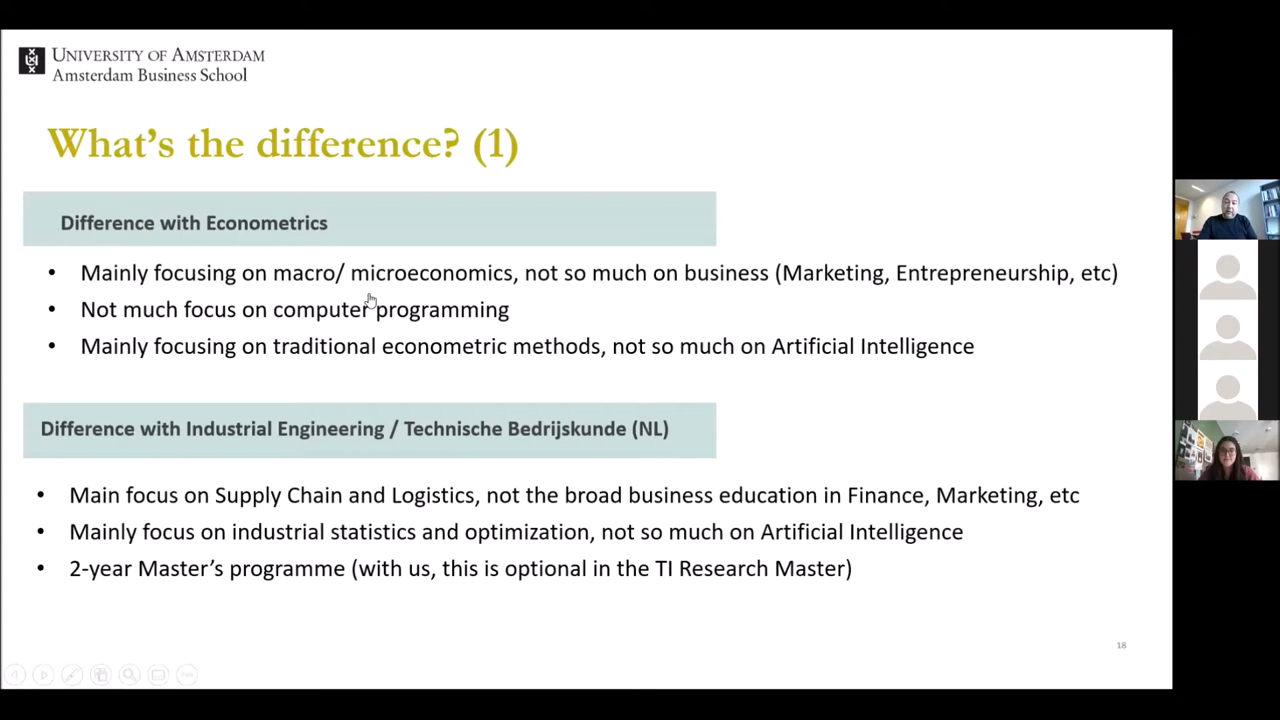 UNIVERSITY OF AMSTERDAM
Amsterdam Business School
What's the difference? (1)
Difference with Econometrics
• Mainly focusing on macro/ microeconomics, not so much on business (Marketing, Entrepreneurship, etc)
• Not much focus on computer programming
• Mainly focusing on traditional econometric methods, not so much on Artificial Intelligence
Difference with Industrial Engineering / Technische Bedrijskunde (NL)
• Main focus on Supply Chain and Logistics, not the broad business education in Finance, Marketing, etc
• Mainly focus on industrial statistics and optimization, not so much on Artificial Intelligence
• 2-year Master's programme (with us, this is optional in the TI Research Master)
18